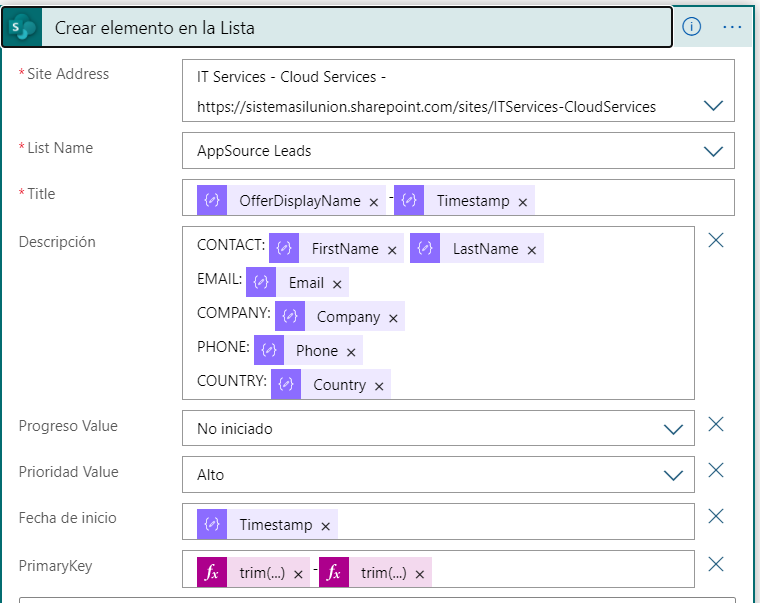 Crear elemento en la Lista
* Site Address
IT Services - Cloud Services -
https://sistemasilunion.sharepoint.com/sites/ITServices-CloudServices
* List Name
AppSource Leads
* Title
OfferDisplayName × - Timestamp ×
Descripción
CONTACT: FirstName × LastName ×
EMAIL: Email ×
COMPANY: Company ×
PHONE: Phone ×
COUNTRY: Country ×
Progreso Value
No iniciado
Prioridad Value
Alto
Fecha de inicio
Timestamp ×
PrimaryKey
fx trim(...) × - fx trim(...) ×